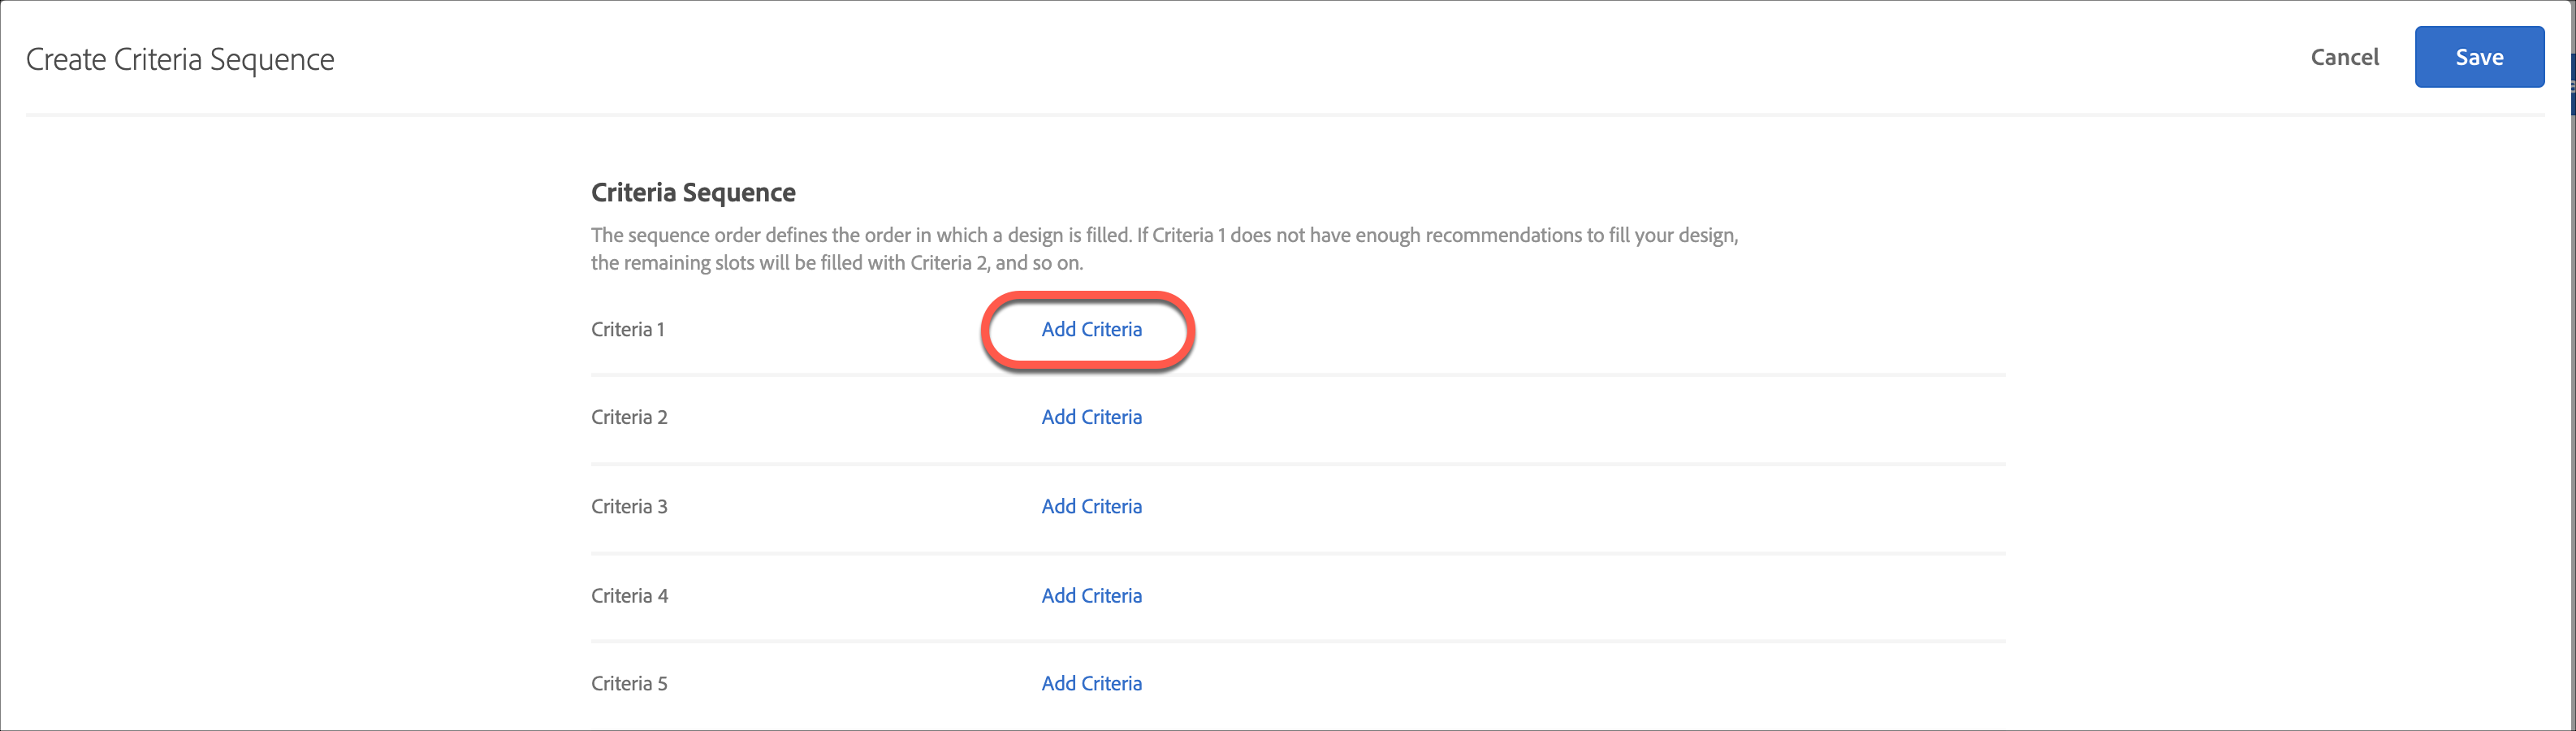 Create Criteria Sequence
Cancel
Save
Criteria Sequence
The sequence order defines the order in which a design is filled. If Criteria 1 does not have enough recommendations to fill your design,
the remaining slots will be filled with Criteria 2, and so on.
Criteria 1
Add Criteria
Criteria 2
Add Criteria
Criteria 3
Add Criteria
Criteria 4
Add Criteria
Criteria 5
Add Criteria